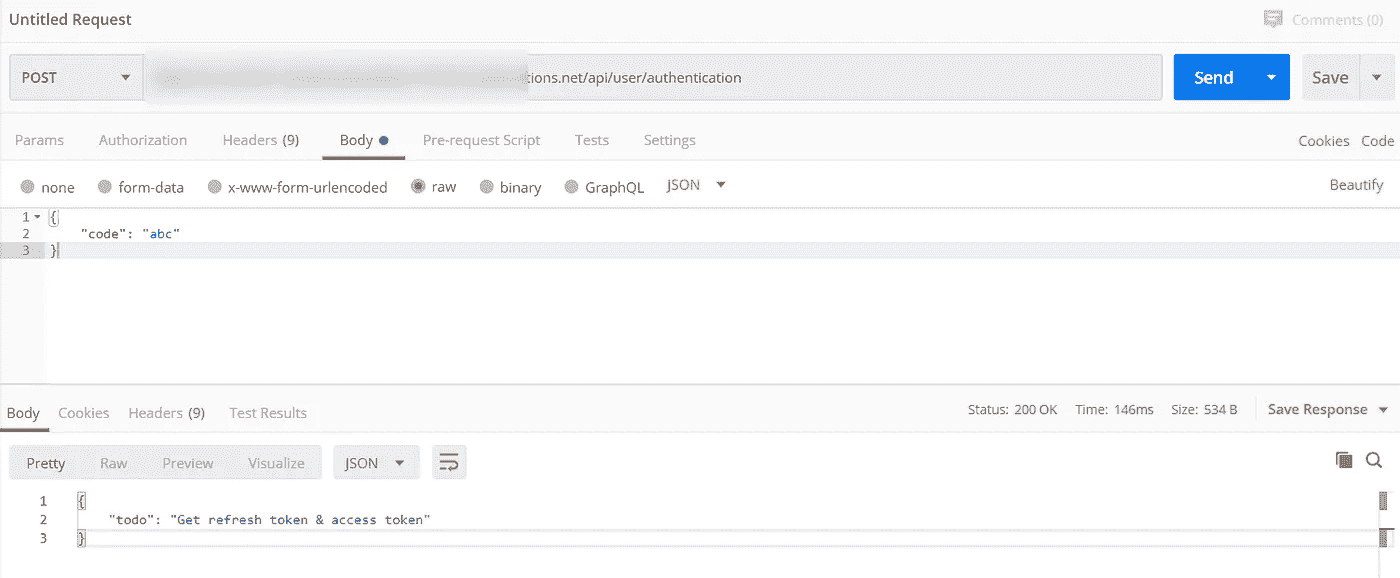 Untitled Request Comments (0)
POST tions.net/api/user/authentication Send Save
Params Authorization Headers (9) Body Pre-request Script Tests Settings Cookies Code
none form-data x-www-form-urlencoded raw binary GraphQL JSON Beautify
1 {
2 "code": "abc"
3 }
Body Cookies Headers (9) Test Results Status: 200 OK Time: 146ms Size: 534 B Save Response
Pretty Raw Preview Visualize JSON
1 {
2 "todo": "Get refresh token & access token"
3 }